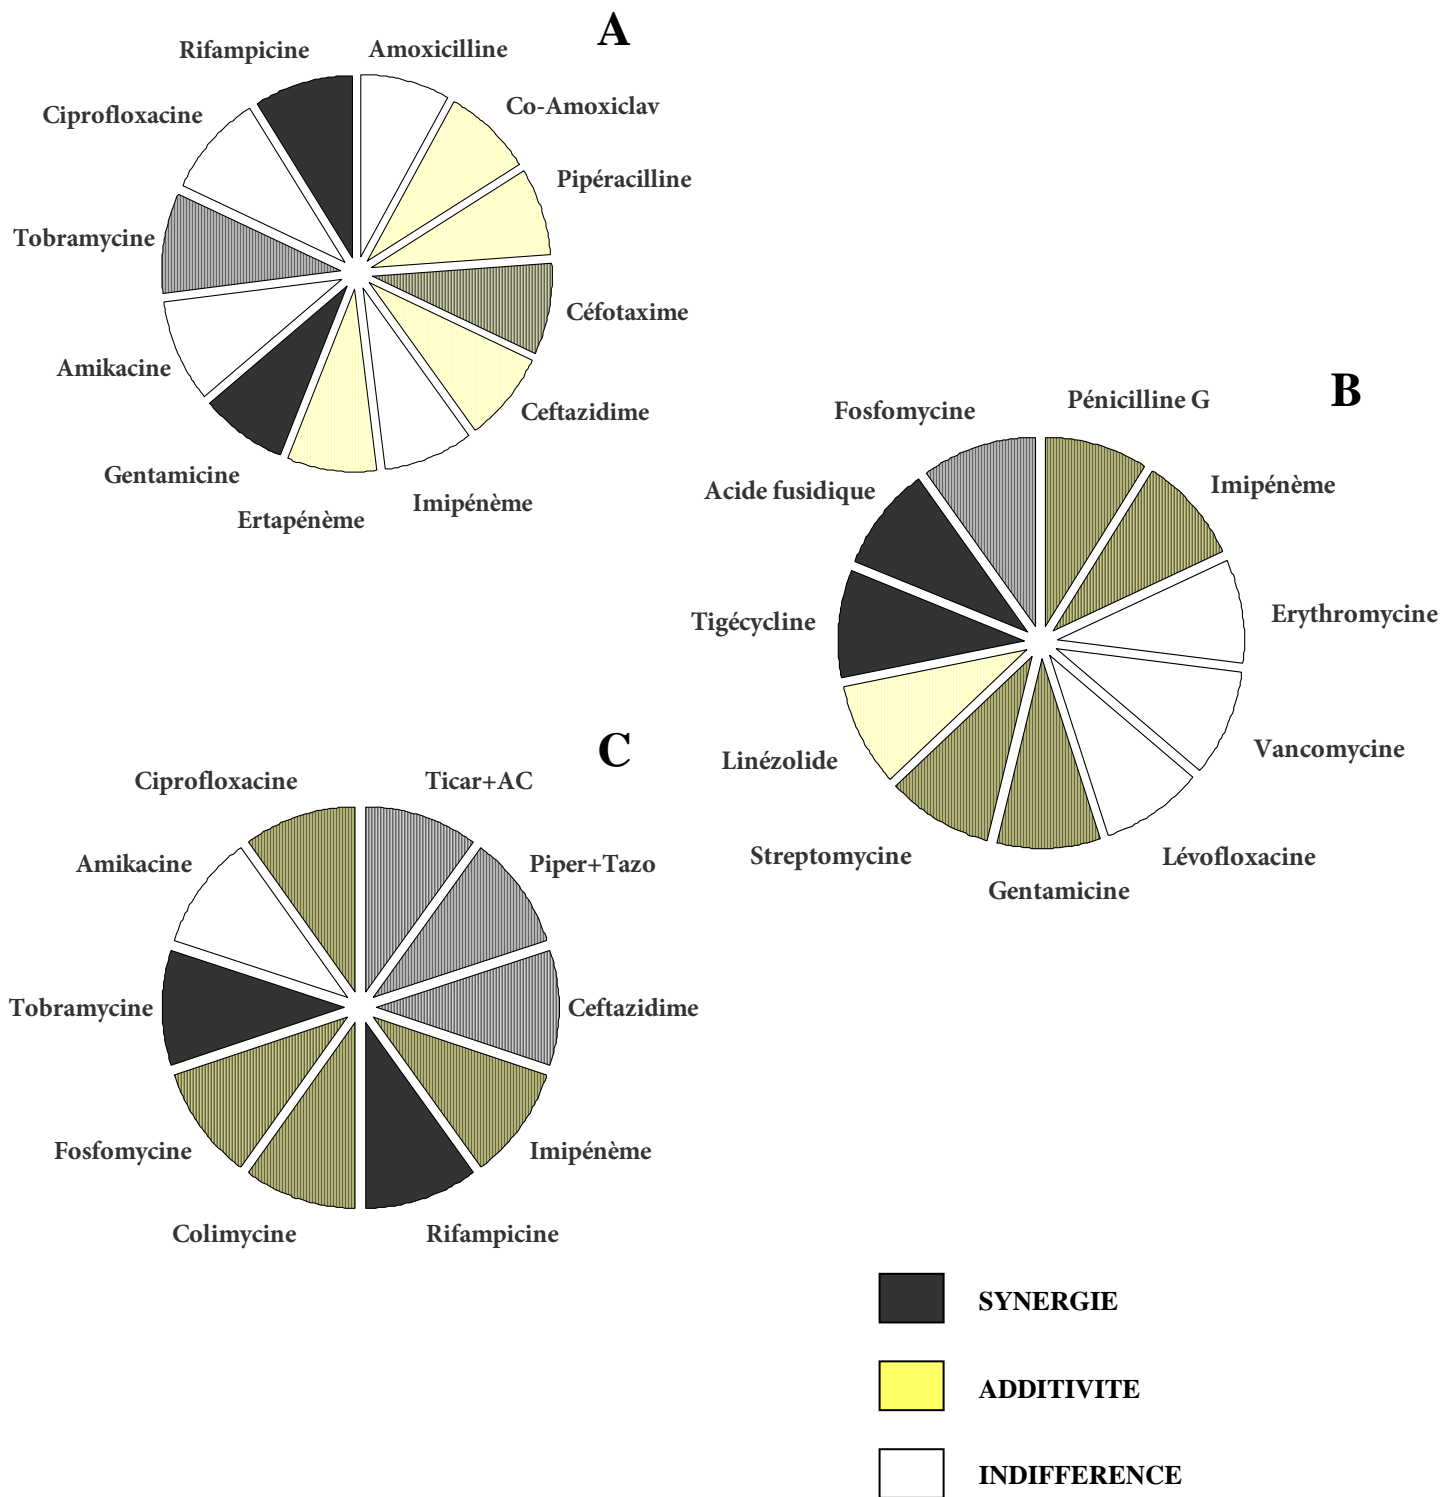 A
Rifampicine
Amoxicilline
Co-Amoxiclav
Ciprofloxacine
Pipéracilline
Tobramycine
Céfotaxime
Amikacine
Ceftazidime
Gentamicine
Imipénème
Ertapénème
B
Pénicilline G
Fosfomycine
Imipénème
Acide fusidique
Erythromycine
Tigécycline
Vancomycine
Linézolide
Streptomycine
Lévofloxacine
Gentamicine
C
Ciprofloxacine
Ticar+AC
Amikacine
Piper+Tazo
Tobramycine
Ceftazidime
Fosfomycine
Imipénème
Colimycine
Rifampicine
SYNERGIE
ADDITIVITE
INDIFFERENCE